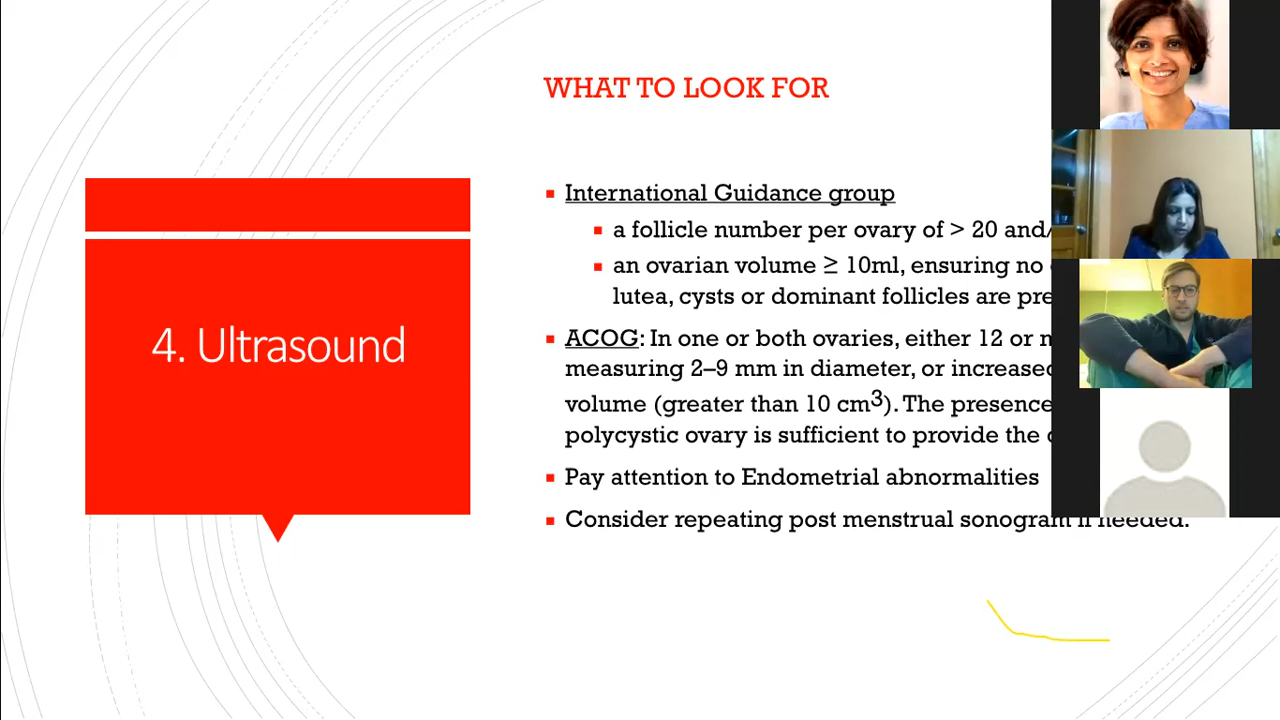 WHAT TO LOOK FOR
4. Ultrasound
International Guidance group
a follicle number per ovary of > 20 and/
an ovarian volume ≥ 10ml, ensuring no
lutea, cysts or dominant follicles are pre
ACOG: In one or both ovaries, either 12 or
measuring 2–9 mm in diameter, or increased
volume (greater than 10 cm³). The presence
polycystic ovary is sufficient to provide the
Pay attention to Endometrial abnormalities
Consider repeating post menstrual sonogram if needed.